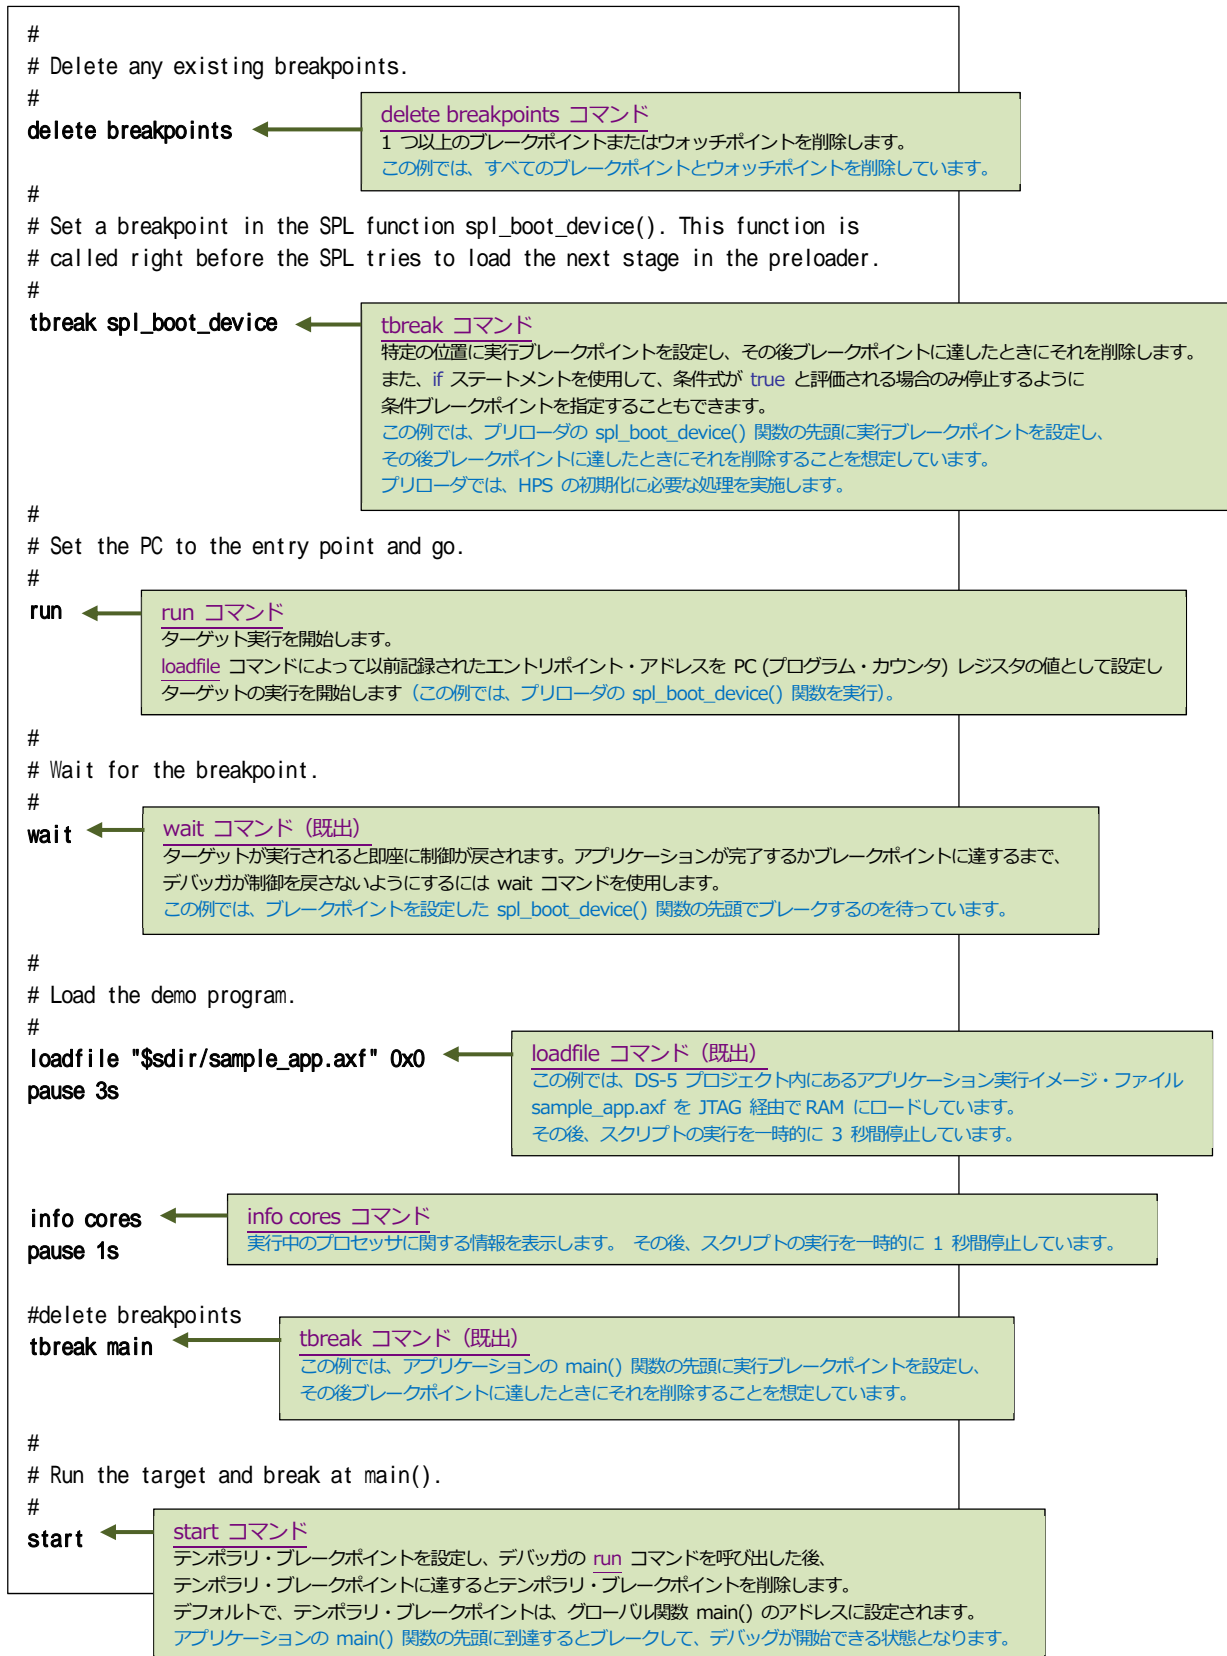 #
# Delete any existing breakpoints.
#
delete breakpoints
delete breakpoints コマンド
1 つ以上のブレークポイントまたはウォッチポイントを削除します。
この例では、すべてのブレークポイントとウォッチポイントを削除しています。
#
# Set a breakpoint in the SPL function spl_boot_device(). This function is
# called right before the SPL tries to load the next stage in the preloader.
#
tbreak spl_boot_device
tbreak コマンド
特定の位置に実行ブレークポイントを設定し、その後ブレークポイントに達したときにそれを削除します。
また、if ステートメントを使用して、条件式が true と評価される場合のみ停止するように
条件ブレークポイントを指定することもできます。
この例では、プリローダの spl_boot_device() 関数の先頭に実行ブレークポイントを設定し、
その後ブレークポイントに達したときにそれを削除することを想定しています。
プリローダでは、HPS の初期化に必要な処理を実施します。
#
# Set the PC to the entry point and go.
#
run
run コマンド
ターゲット実行を開始します。
loadfile コマンドによって以前記録されたエントリポイント・アドレスを PC (プログラム・カウンタ) レジスタの値として設定し
ターゲットの実行を開始します（この例では、プリローダの spl_boot_device() 関数を実行）。
#
# Wait for the breakpoint.
#
wait
wait コマンド（既出）
ターゲットが実行されると即座に制御が戻されます。アプリケーションが完了するかブレークポイントに達するまで、
デバッガが制御を戻さないようにするには wait コマンドを使用します。
この例では、ブレークポイントを設定した spl_boot_device() 関数の先頭でブレークするのを待っています。
#
# Load the demo program.
#
loadfile "$sdir/sample_app.axf" 0x0
pause 3s
loadfile コマンド（既出）
この例では、DS-5 プロジェクト内にあるアプリケーション実行イメージ・ファイル
sample_app.axf を JTAG 経由で RAM にロードしています。
その後、スクリプトの実行を一時的に 3 秒間停止しています。
info cores
pause 1s
info cores コマンド
実行中のプロセッサに関する情報を表示します。 その後、スクリプトの実行を一時的に 1 秒間停止しています。
#delete breakpoints
tbreak main
tbreak コマンド（既出）
この例では、アプリケーションの main() 関数の先頭に実行ブレークポイントを設定し、
その後ブレークポイントに達したときにそれを削除することを想定しています。
#
# Run the target and break at main().
#
start
start コマンド
テンポラリ・ブレークポイントを設定し、デバッガの run コマンドを呼び出した後、
テンポラリ・ブレークポイントに達するとテンポラリ・ブレークポイントを削除します。
デフォルトで、テンポラリ・ブレークポイントは、グローバル関数 main() のアドレスに設定されます。
アプリケーションの main() 関数の先頭に到達するとブレークして、デバッグが開始できる状態となります。